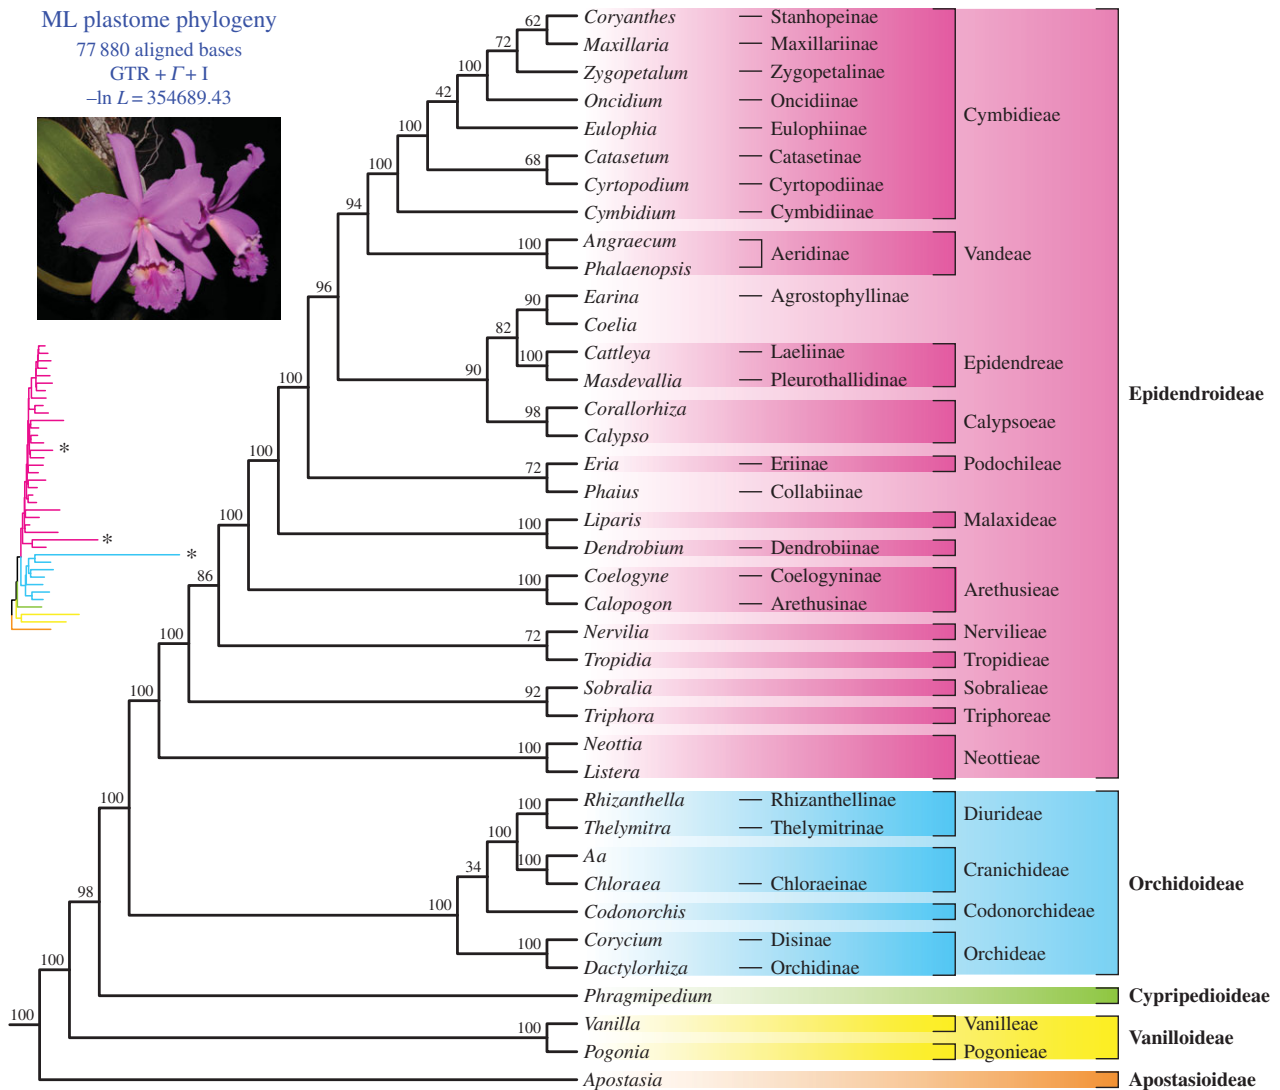 ML plastome phylogeny
77 880 aligned bases
GTR + Γ + I
–ln L = 354689.43
62 Coryanthes — Stanhopeinae
72 Maxillaria — Maxillariinae
100 Zygopetalum — Zygopetalinae
42 Oncidium — Oncidiinae Cymbidieae
100 Eulophia — Eulophiinae
100 68 Catasetum — Catasetinae
Cyrtopodium — Cyrtopodiinae
94 Cymbidium — Cymbidiinae
100 Angraecum Aeridinae Vandeae
Phalaenopsis
96 90 Earina — Agrostophyllinae
82 Coelia
100 Cattleya — Laeliinae Epidendreae
90 Masdevallia — Pleurothallidinae
100 Epidendroideae
98 Corallorhiza Calypsoeae
Calypso
100 72 Eria — Eriinae Podochileae
* Phaius — Collabiinae
100 100 Liparis Malaxideae
* Dendrobium — Dendrobiinae
* 86 100 Coelogyne — Coelogyninae Arethusieae
Calopogon — Arethusinae
100 72 Nervilia Nervilieae
Tropidia Tropidieae
100 92 Sobralia Sobralieae
Triphora Triphoreae
100 Neottia Neottieae
Listera
100 100 Rhizanthella — Rhizanthellinae Diurideae
100 Thelymitra — Thelymitrinae
34 100 Aa Cranichideae
Chloraea — Chloraeinae Orchidoideae
98 100 Codonorchis Codonorchideae
100 Corycium — Disinae Orchideae
100 Dactylorhiza — Orchidinae
Phragmipedium Cypripedioideae
100 100 Vanilla Vanilleae Vanilloideae
Pogonia Pogonieae
Apostasia Apostasioideae